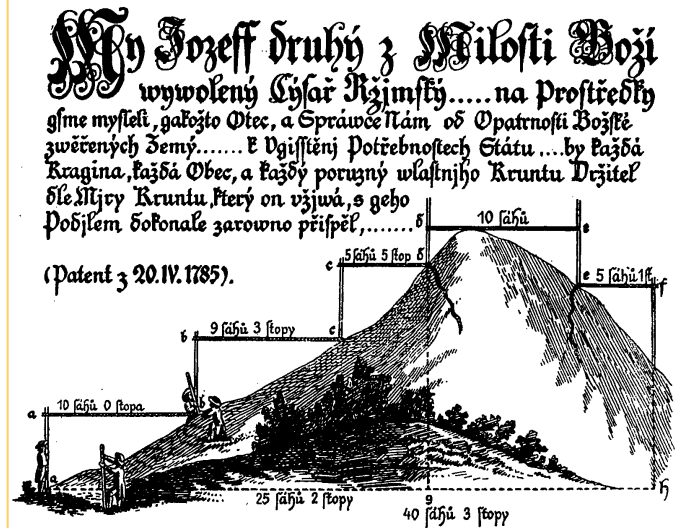 My Jozeff druhý z Milosti Boží
wywolený Cýsař Ržjmský.....na Prostředky
gsme mysleli, gakožto Otec, a Spráwce Nám od Opatrnosti Božské
zwěřených Zemý....... k Vgisstěnj Potřebnostech Státu ....by každá
Kragina, každá Obec, a každý poruzný wlastnjho Kruntu Držitel
dle Mjry Kruntu, který on vžjwá, s geho
Podjlem dokonale zarowno přispěl,.......
(Patent z 20.IV.1785).
δ 10 sáhů e
c 5 sáhů 5 stop δ
e 5 sáhů 1 st f
b 9 sáhů 3 stopy c
a 10 sáhů 0 stopa b
a
25 sáhů 2 stopy
g
h
40 sáhů 3 stopy